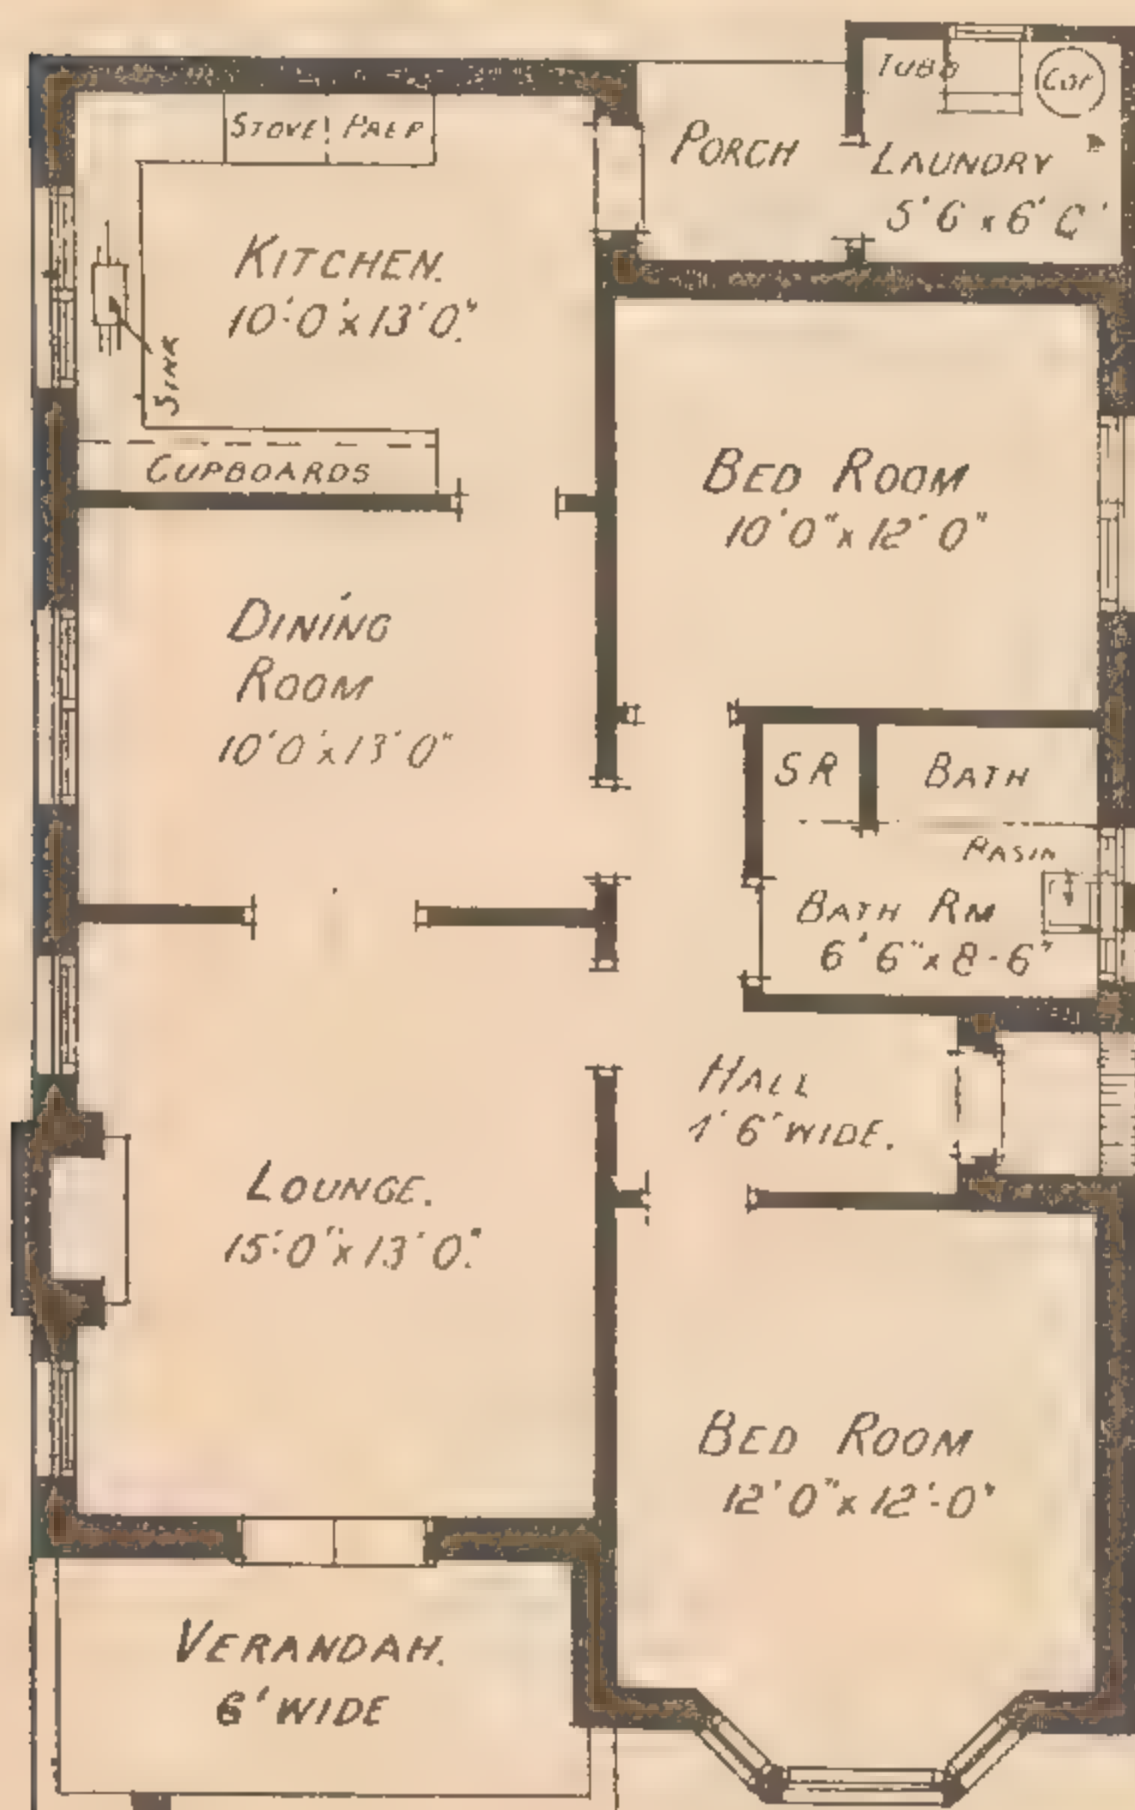 TUBS
COP
STOVE PREP
PORCH
LAUNDRY
5'6 x 6'
KITCHEN.
10'-0" x 13'0".
SINK
CUPBOARDS
BED ROOM
10'0" x 12'0"
DINING
ROOM
10'0" x 13'0"
SR
BATH
BASIN
BATH RM
6'6" x 8-6"
HALL
6" WIDE.
LOUNGE.
15'-0" x 13'0".
BED ROOM
12'0" x 12'-0"
VERANDAH.
6' WIDE